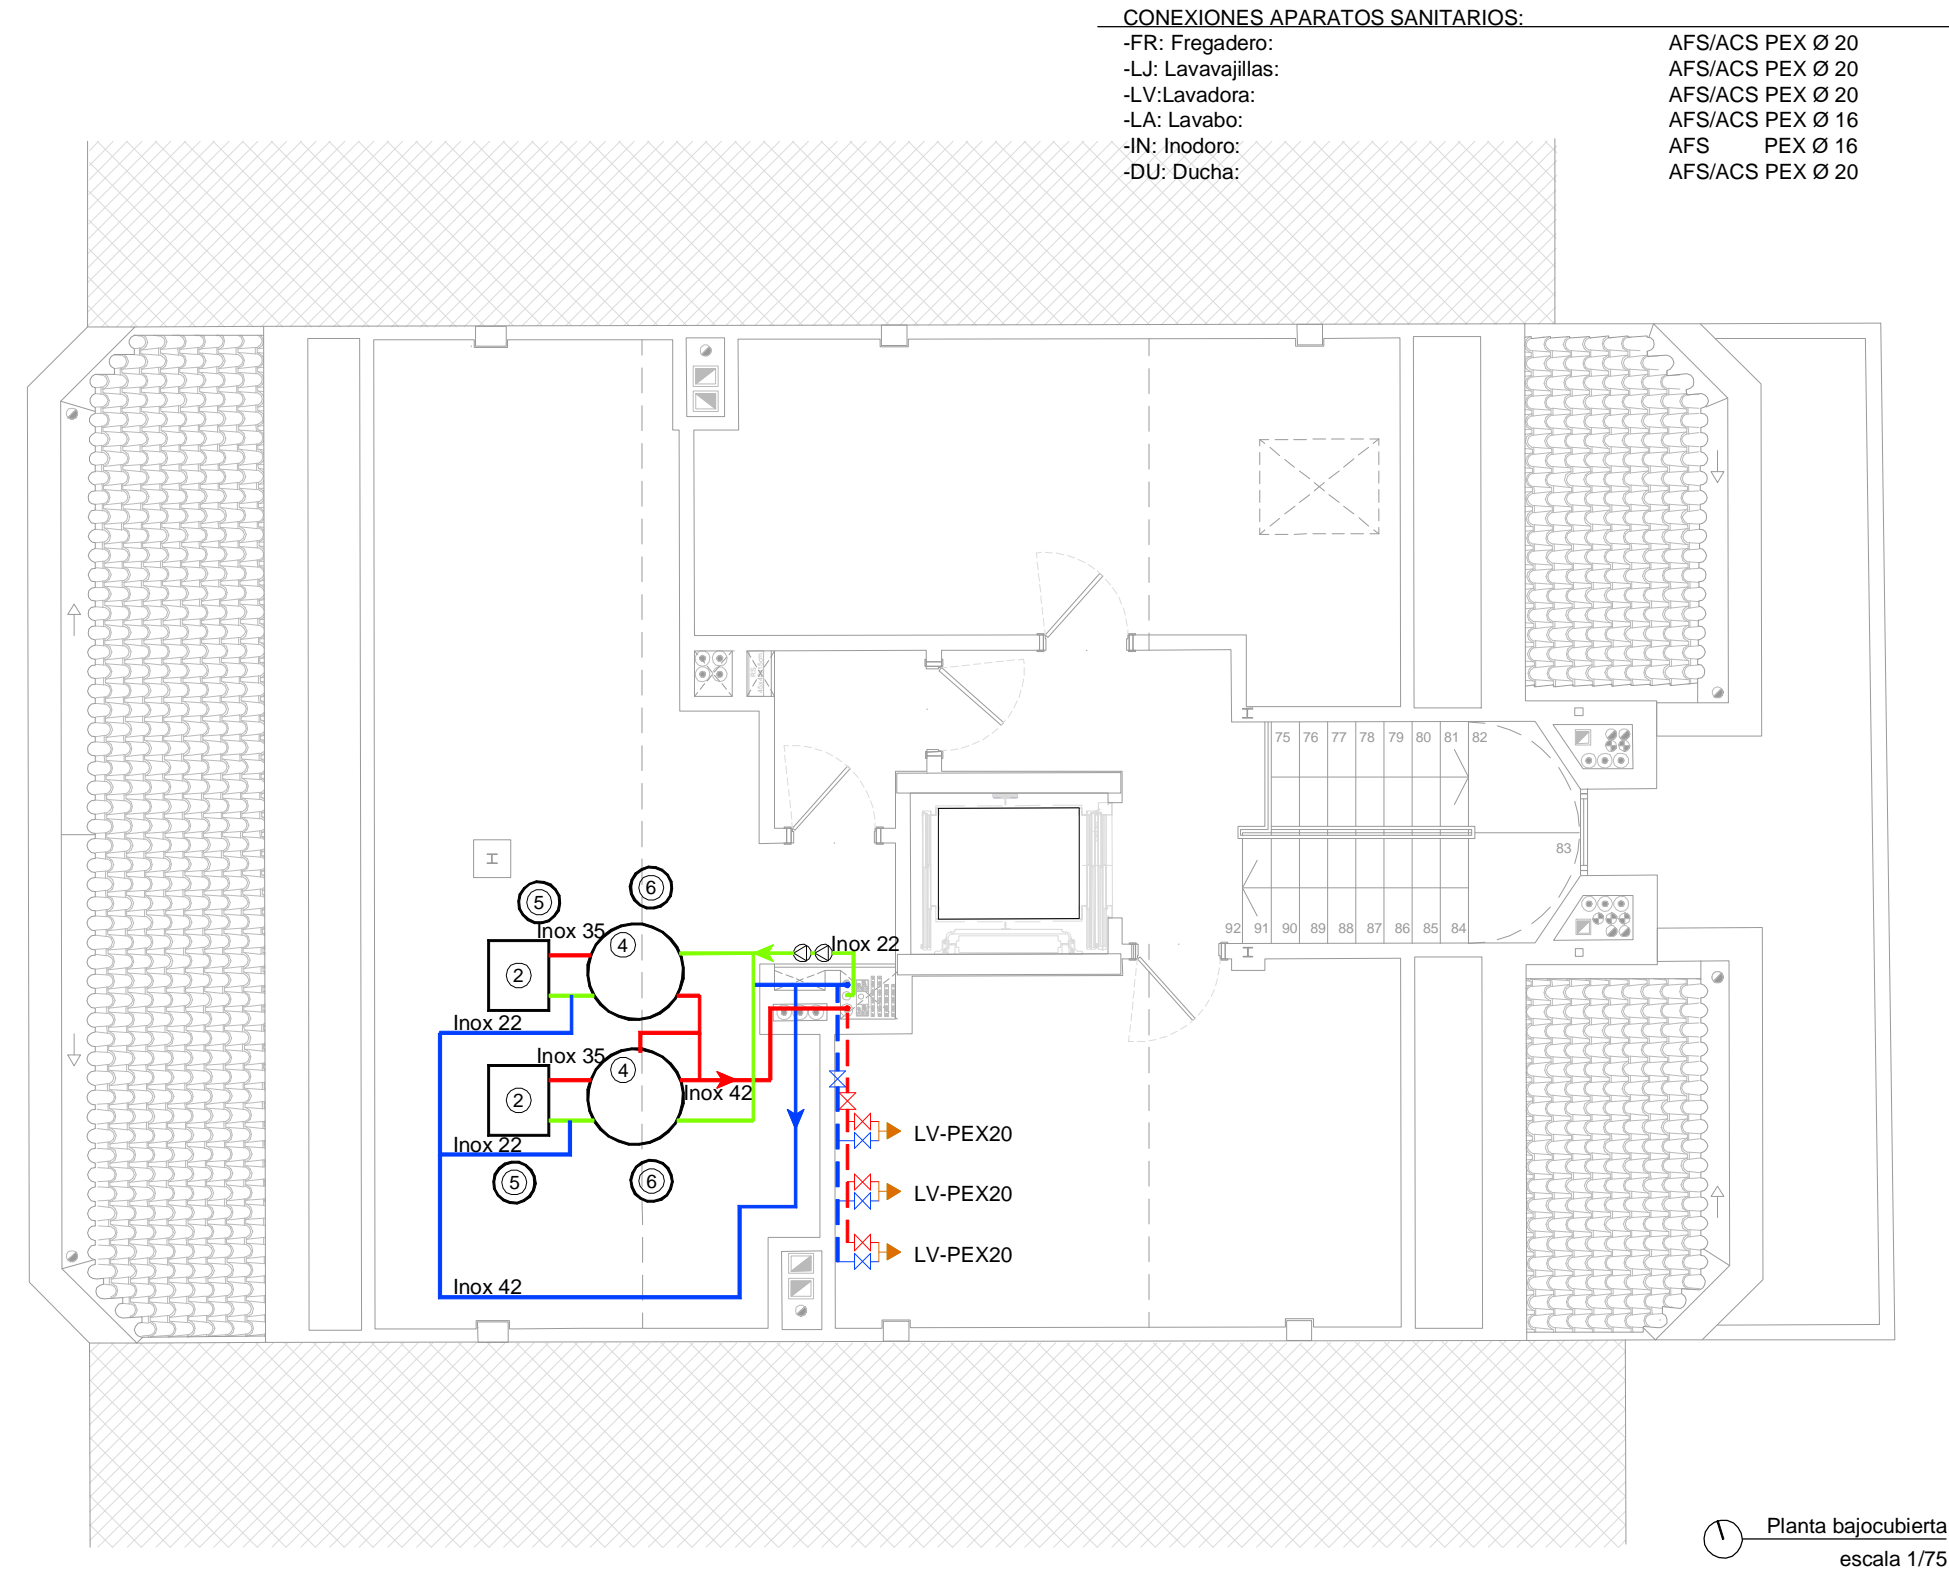 CONEXIONES APARATOS SANITARIOS:
-FR: Fregadero: AFS/ACS PEX Ø 20
-LJ: Lavavajillas: AFS/ACS PEX Ø 20
-LV:Lavadora: AFS/ACS PEX Ø 20
-LA: Lavabo: AFS/ACS PEX Ø 16
-IN: Inodoro: AFS PEX Ø 16
-DU: Ducha: AFS/ACS PEX Ø 20
75 76 77 78 79 80 81 82
83
92 91 90 89 88 87 86 85 84
6
5
Inox 35
4
Inox 22
2
Inox 22
Inox 35
4
Inox 42
2
LV-PEX20
Inox 22
5
6
LV-PEX20
LV-PEX20
Inox 42
Planta bajocubierta
escala 1/75